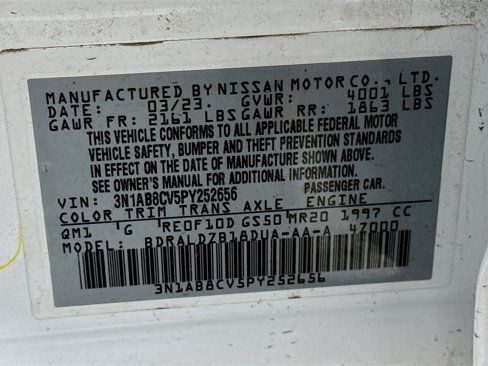 MANUFACTURED BY NISSAN MOTOR CO., LTD.
DATE: 03/23. GVWR: 4001 LBS
GAWR FR: 2161 LBS GAWR RR: 1863 LBS
THIS VEHICLE CONFORMS TO ALL APPLICABLE FEDERAL MOTOR
VEHICLE SAFETY, BUMPER AND THEFT PREVENTION STANDARDS
IN EFFECT ON THE DATE OF MANUFACTURE SHOWN ABOVE.
SEE OWNER'S MANUAL FOR ADDITIONAL INFORMATION.
VIN: 3N1AB8CV5PY252656 PASSENGER CAR.
COLOR TRIM TRANS AXLE ENGINE
QM1 G RE0F10D GS50 MR20 1997 CC
MODEL: BDRALDZB18DUA-AA-A 4Z000
3N1AB8CV5PY252656